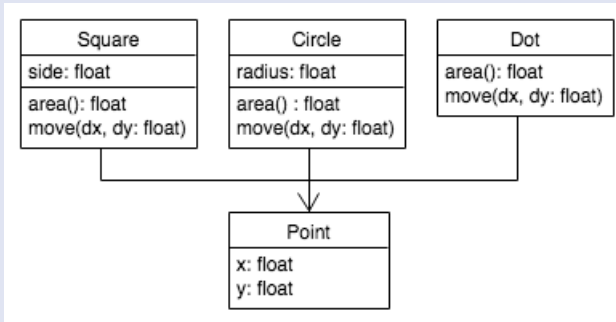 Square
side: float
area(): float
move(dx, dy: float)
Circle
radius: float
area() : float
move(dx, dy: float)
Dot
area(): float
move(dx, dy: float)
Point
x: float
y: float